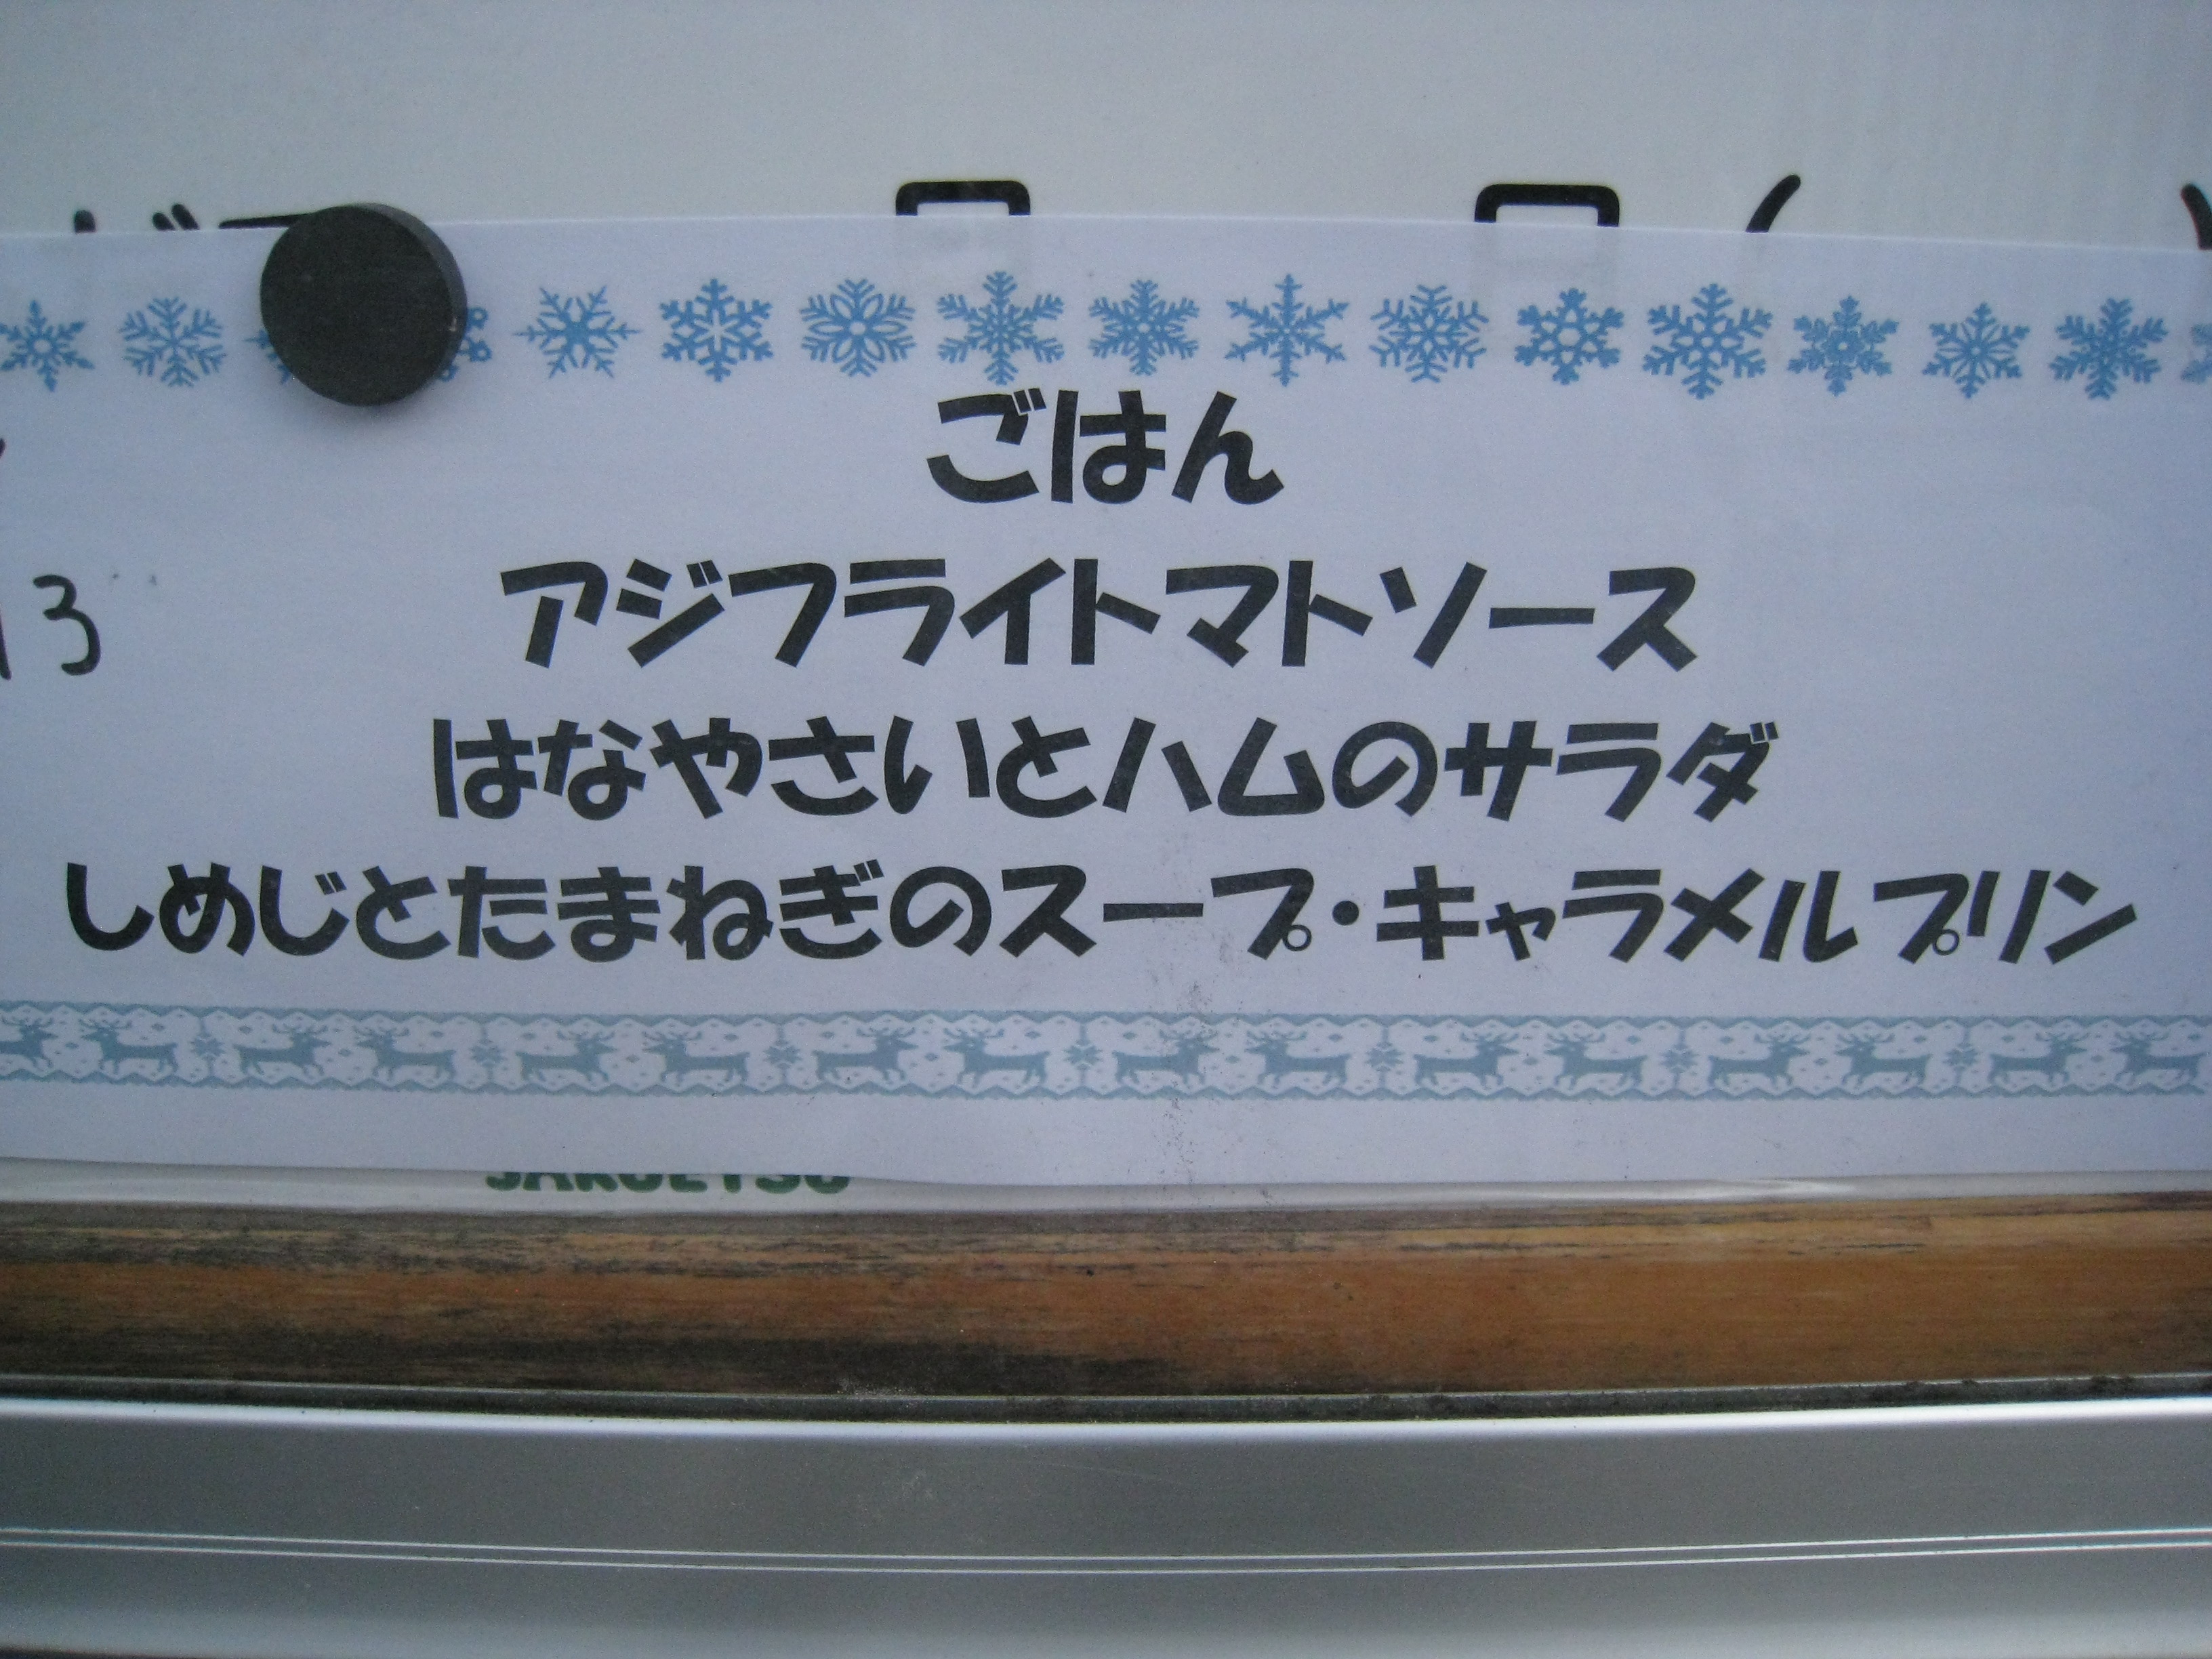 ごはん
アジフライトマトソース
13
はなやさいとハムのサラダ
しめじとたまねぎのスープ・キャラメルプリン